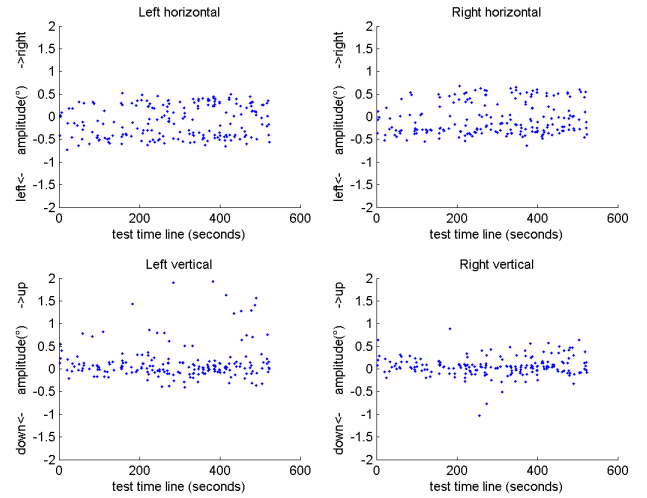 Left horizontal
left<- amplitude(°) ->right
2
1.5
1
0.5
0
-0.5
-1
-1.5
-2
0 200 400 600
test time line (seconds)
Right horizontal
left<- amplitude(°) ->right
2
1.5
1
0.5
0
-0.5
-1
-1.5
-2
0 200 400 600
test time line (seconds)
Left vertical
down<- amplitude(°) ->up
2
1.5
1
0.5
0
-0.5
-1
-1.5
-2
0 200 400 600
test time line (seconds)
Right vertical
down<- amplitude(°) ->up
2
1.5
1
0.5
0
-0.5
-1
-1.5
-2
0 200 400 600
test time line (seconds)